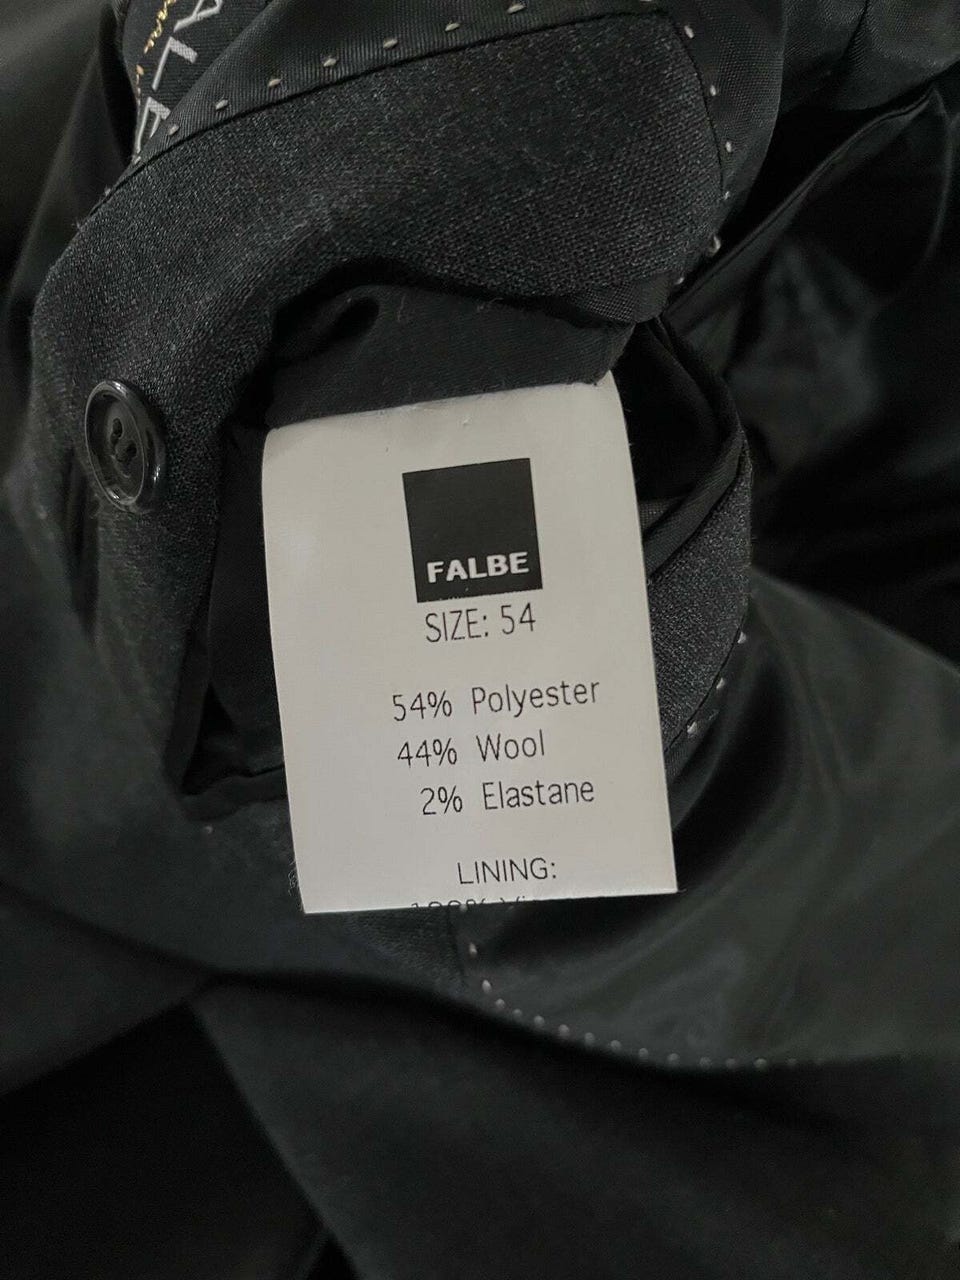 FALBE
SIZE: 54
54% Polyester
44% Wool
2% Elastane
LINING: